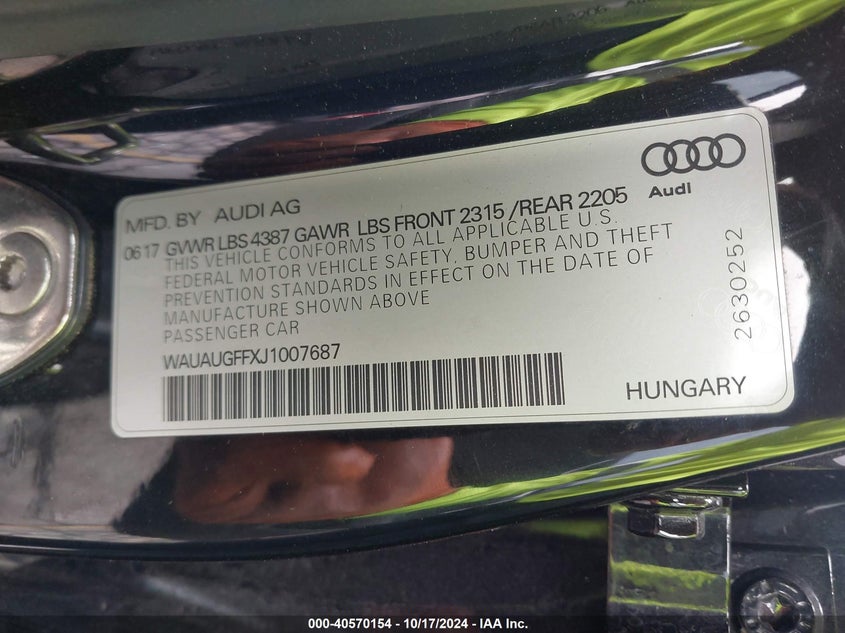 Audi
MFD. BY AUDI AG
0617 GVWR LBS 4387 GAWR LBS FRONT 2315 /REAR 2205
THIS VEHICLE CONFORMS TO ALL APPLICABLE U.S.
FEDERAL MOTOR VEHICLE SAFETY, BUMPER AND THEFT
PREVENTION STANDARDS IN EFFECT ON THE DATE OF
MANUFACTURE SHOWN ABOVE
PASSENGER CAR
WAUAUGFFXJ1007687
HUNGARY
2630252
000-40570154 - 10/17/2024 - IAA Inc.